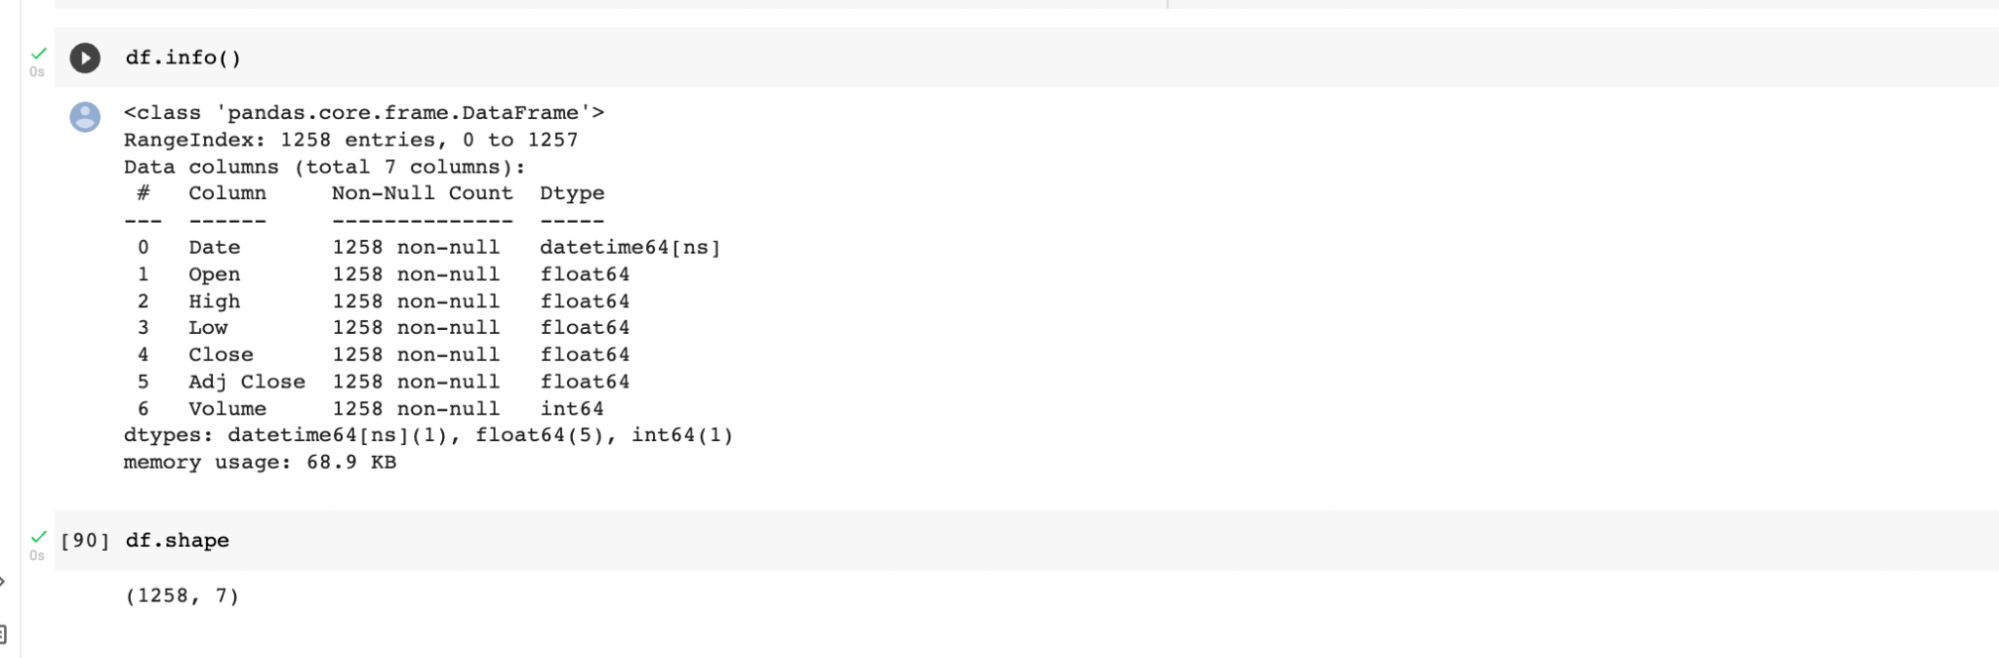 0s
df.info()
<class 'pandas.core.frame.DataFrame'>
RangeIndex: 1258 entries, 0 to 1257
Data columns (total 7 columns):
 #   Column     Non-Null Count  Dtype
---  ------     --------------  -----
 0   Date       1258 non-null   datetime64[ns]
 1   Open       1258 non-null   float64
 2   High       1258 non-null   float64
 3   Low        1258 non-null   float64
 4   Close      1258 non-null   float64
 5   Adj Close  1258 non-null   float64
 6   Volume     1258 non-null   int64
dtypes: datetime64[ns](1), float64(5), int64(1)
memory usage: 68.9 KB
[90] df.shape
0s
(1258, 7)